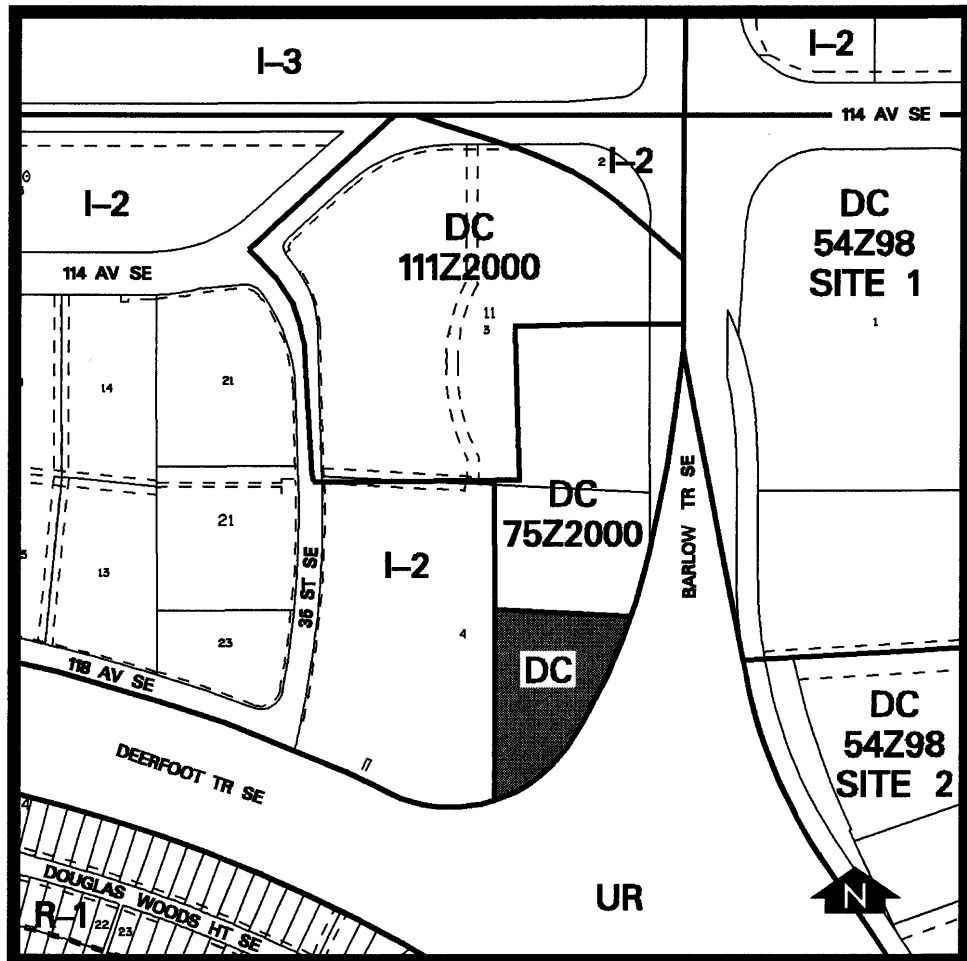 I–3
I–2
114 AV SE
2
I–2
I–2
DC
111Z2000
DC
54Z98
SITE 1
114 AV SE
11
3
1
14
21
DC
75Z2000
21
I–2
BARLOW TR SE
13
35 ST SE
4
23
118 AV SE
DC
DC
54Z98
SITE 2
DEERFOOT TR SE
DOUGLAS WOODS HT SE
UR
N
R–1
22
23